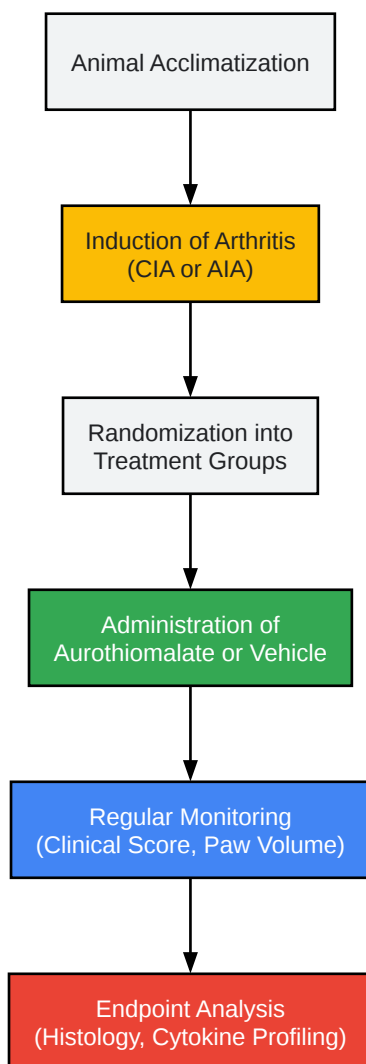 Animal Acclimatization
Induction of Arthritis
(CIA or AIA)
Randomization into
Treatment Groups
Administration of
Aurothiomalate or Vehicle
Regular Monitoring
(Clinical Score, Paw Volume)
Endpoint Analysis
(Histology, Cytokine Profiling)